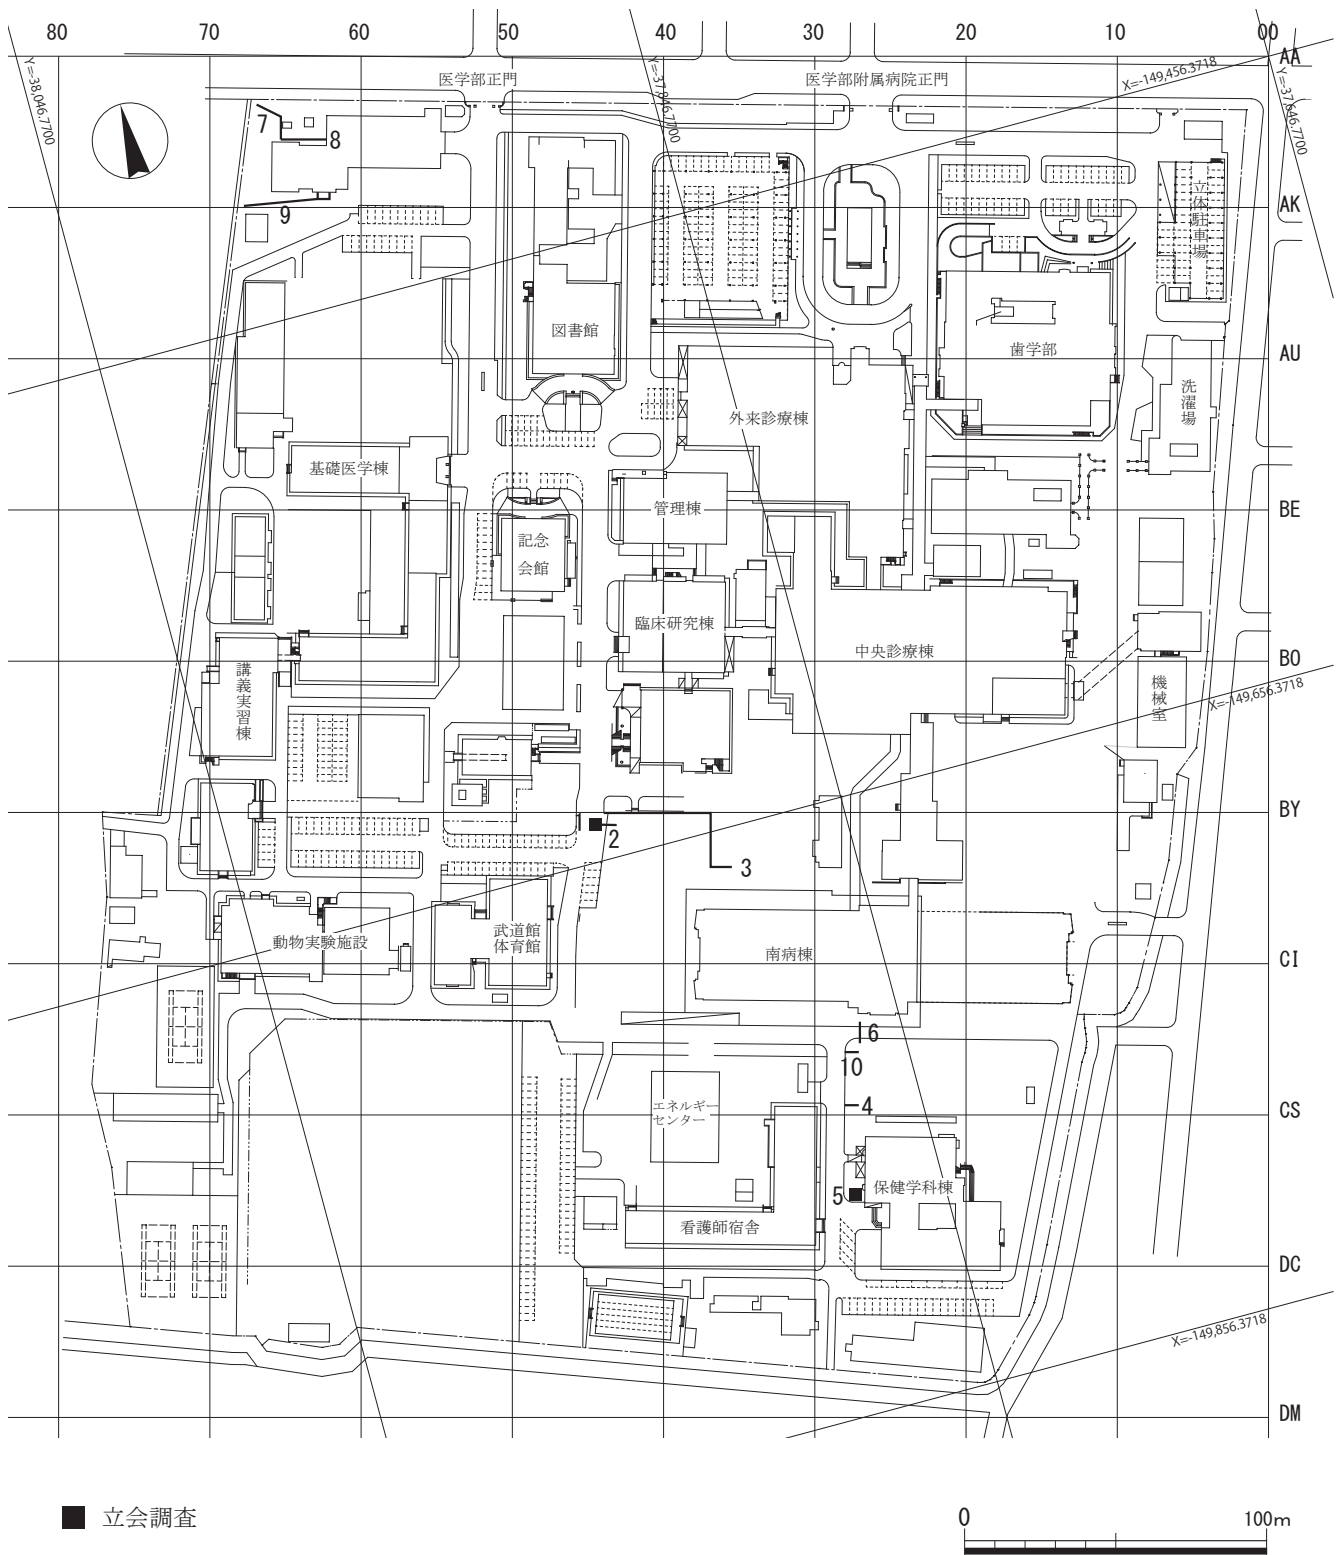 80 70 60 50 40 30 20 10 00
AA
医学部正門
医学部附属病院正門
Y=-38,046.7700
Y=-37,846.7700
X=-149,456.3718
Y=-37,646.7700
7
8
9
AK
立体駐車場
図書館
歯学部
AU
洗濯場
外来診療棟
基礎医学棟
管理棟
BE
記念
会館
臨床研究棟
中央診療棟
BO
講義実習棟
機械室
X=-149,656.3718
BY
2
3
武道館
体育館
動物実験施設
南病棟
CI
6
10
4
CS
エネルギー
センター
5
保健学科棟
看護師宿舎
DC
X=-149,856.3718
DM
立会調査
0 100m